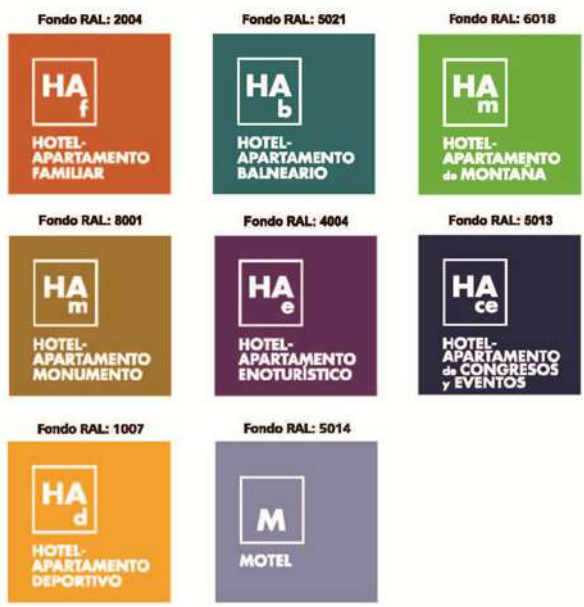 Fondo RAL: 2004
HA
f
HOTEL-
APARTAMENTO
FAMILIAR
Fondo RAL: 5021
HA
b
HOTEL-
APARTAMENTO
BALNEARIO
Fondo RAL: 6018
HA
m
HOTEL-
APARTAMENTO
de MONTAÑA
Fondo RAL: 8001
HA
m
HOTEL-
APARTAMENTO
MONUMENTO
Fondo RAL: 4004
HA
e
HOTEL-
APARTAMENTO
ENOTURÍSTICO
Fondo RAL: 5013
HA
ce
HOTEL-
APARTAMENTO
de CONGRESOS
y EVENTOS
Fondo RAL: 1007
HA
d
HOTEL-
APARTAMENTO
DEPORTIVO
Fondo RAL: 5014
M
MOTEL